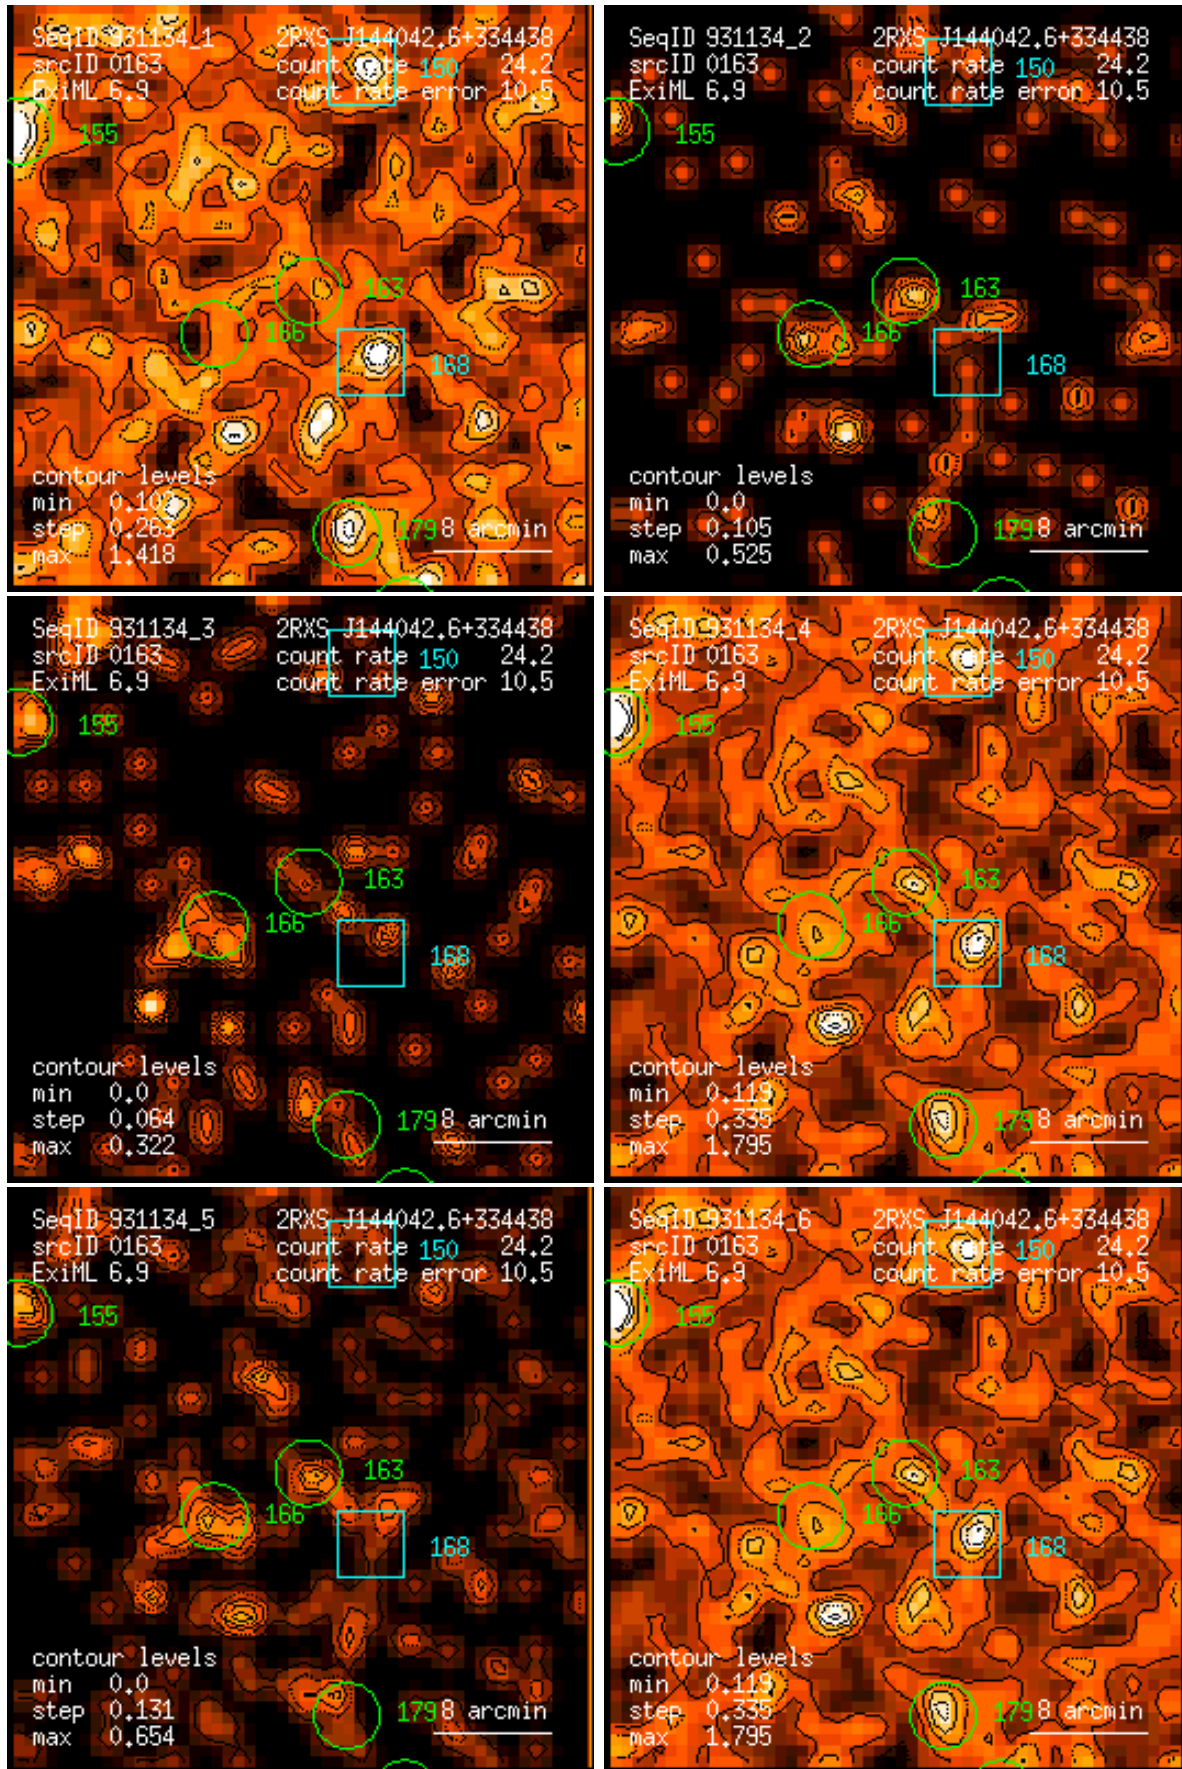 SeqID 931134_1 2RXS J144042.6+334438
srcID 0163 count rate 150 24.2
ExiML 6.9 count rate error 10.5
155
163
166
168
contour levels
min 0.102
step 0.263
max 1.418
179 8 arcmin
SeqID 931134_2 2RXS J144042.6+334438
srcID 0163 count rate 150 24.2
ExiML 6.9 count rate error 10.5
155
163
166
168
contour levels
min 0.0
step 0.105
max 0.525
179 8 arcmin
SeqID 931134_3 2RXS J144042.6+334438
srcID 0163 count rate 150 24.2
ExiML 6.9 count rate error 10.5
155
163
166
168
contour levels
min 0.0
step 0.064
max 0.322
179 8 arcmin
SeqID 931134_4 2RXS J144042.6+334438
srcID 0163 count rate 150 24.2
ExiML 6.9 count rate error 10.5
155
163
166
168
contour levels
min 0.119
step 0.335
max 1.795
179 8 arcmin
SeqID 931134_5 2RXS J144042.6+334438
srcID 0163 count rate 150 24.2
ExiML 6.9 count rate error 10.5
155
163
166
168
contour levels
min 0.0
step 0.131
max 0.654
179 8 arcmin
SeqID 931134_6 2RXS J144042.6+334438
srcID 0163 count rate 150 24.2
ExiML 6.9 count rate error 10.5
155
163
166
168
contour levels
min 0.119
step 0.335
max 1.795
179 8 arcmin